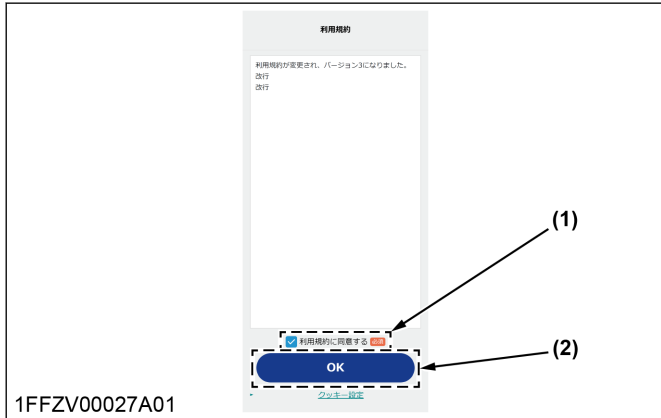 利用規約
利用規約が変更され、バージョン3になりました。
改行
改行
(1)
利用規約に同意する 必須
(2)
OK
クッキー設定
1FFZV00027A01